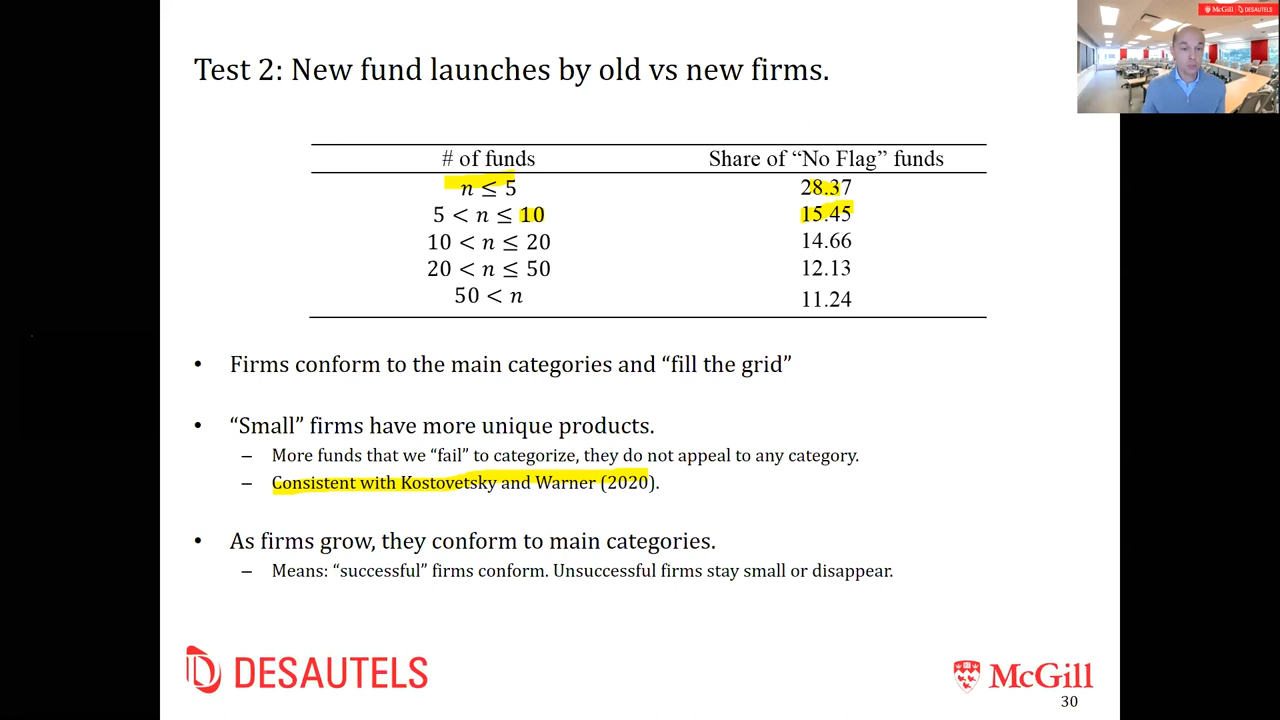 McGill DESAUTELS
Test 2: New fund launches by old vs new firms.
# of funds Share of “No Flag” funds
n ≤ 5 28.37
5 < n ≤ 10 15.45
10 < n ≤ 20 14.66
20 < n ≤ 50 12.13
50 < n 11.24
• Firms conform to the main categories and “fill the grid”
• “Small” firms have more unique products.
– More funds that we “fail” to categorize, they do not appeal to any category.
– Consistent with Kostovetsky and Warner (2020).
• As firms grow, they conform to main categories.
– Means: “successful” firms conform. Unsuccessful firms stay small or disappear.
DESAUTELS
McGill
30